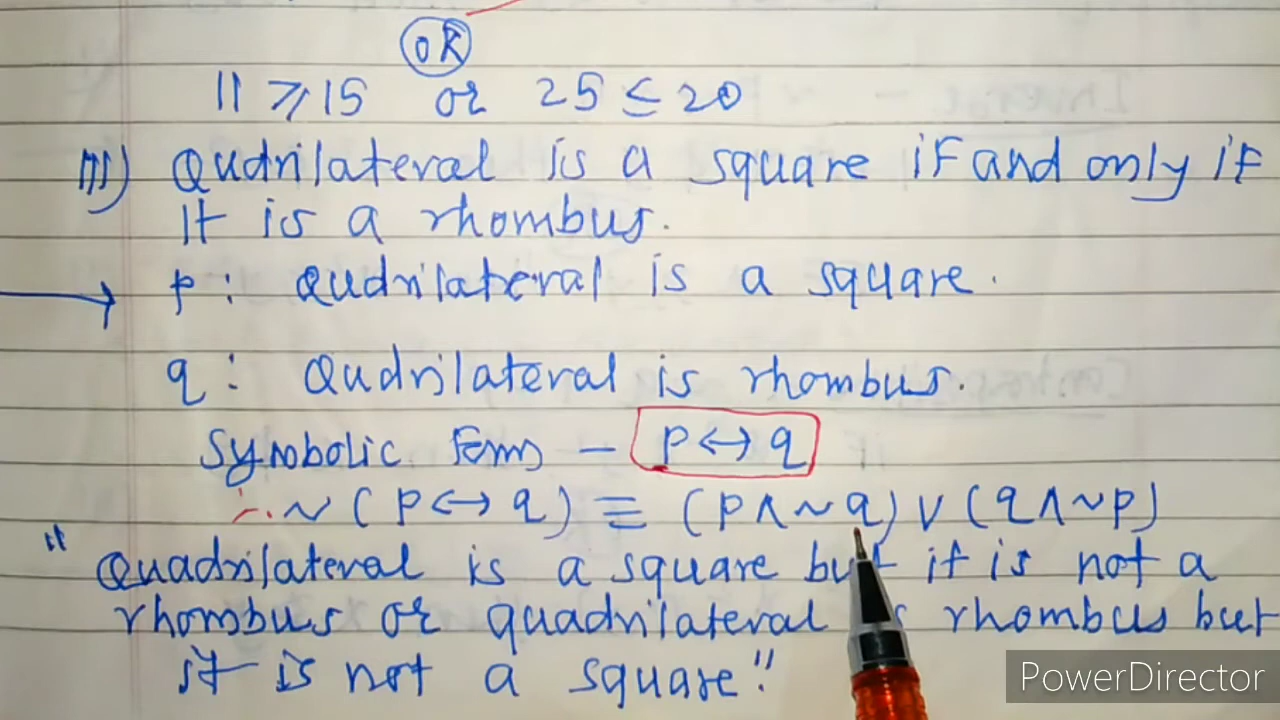 OR
11 ≥ 15 or 25 ≤ 20
III) Qudrilateral is a square if and only if
it is a rhombus.
p : Qudrilateral is a square.
q : Qudrilateral is rhombus.
Symbolic Form - p ↔ q
∴ ~ ( p ↔ q ) ≡ ( p ∧ ~ q ) ∨ ( q ∧ ~ p )
" Quadrilateral is a square but it is not a
rhombus or quadrilateral is rhombus but
it is not a square "
PowerDirector